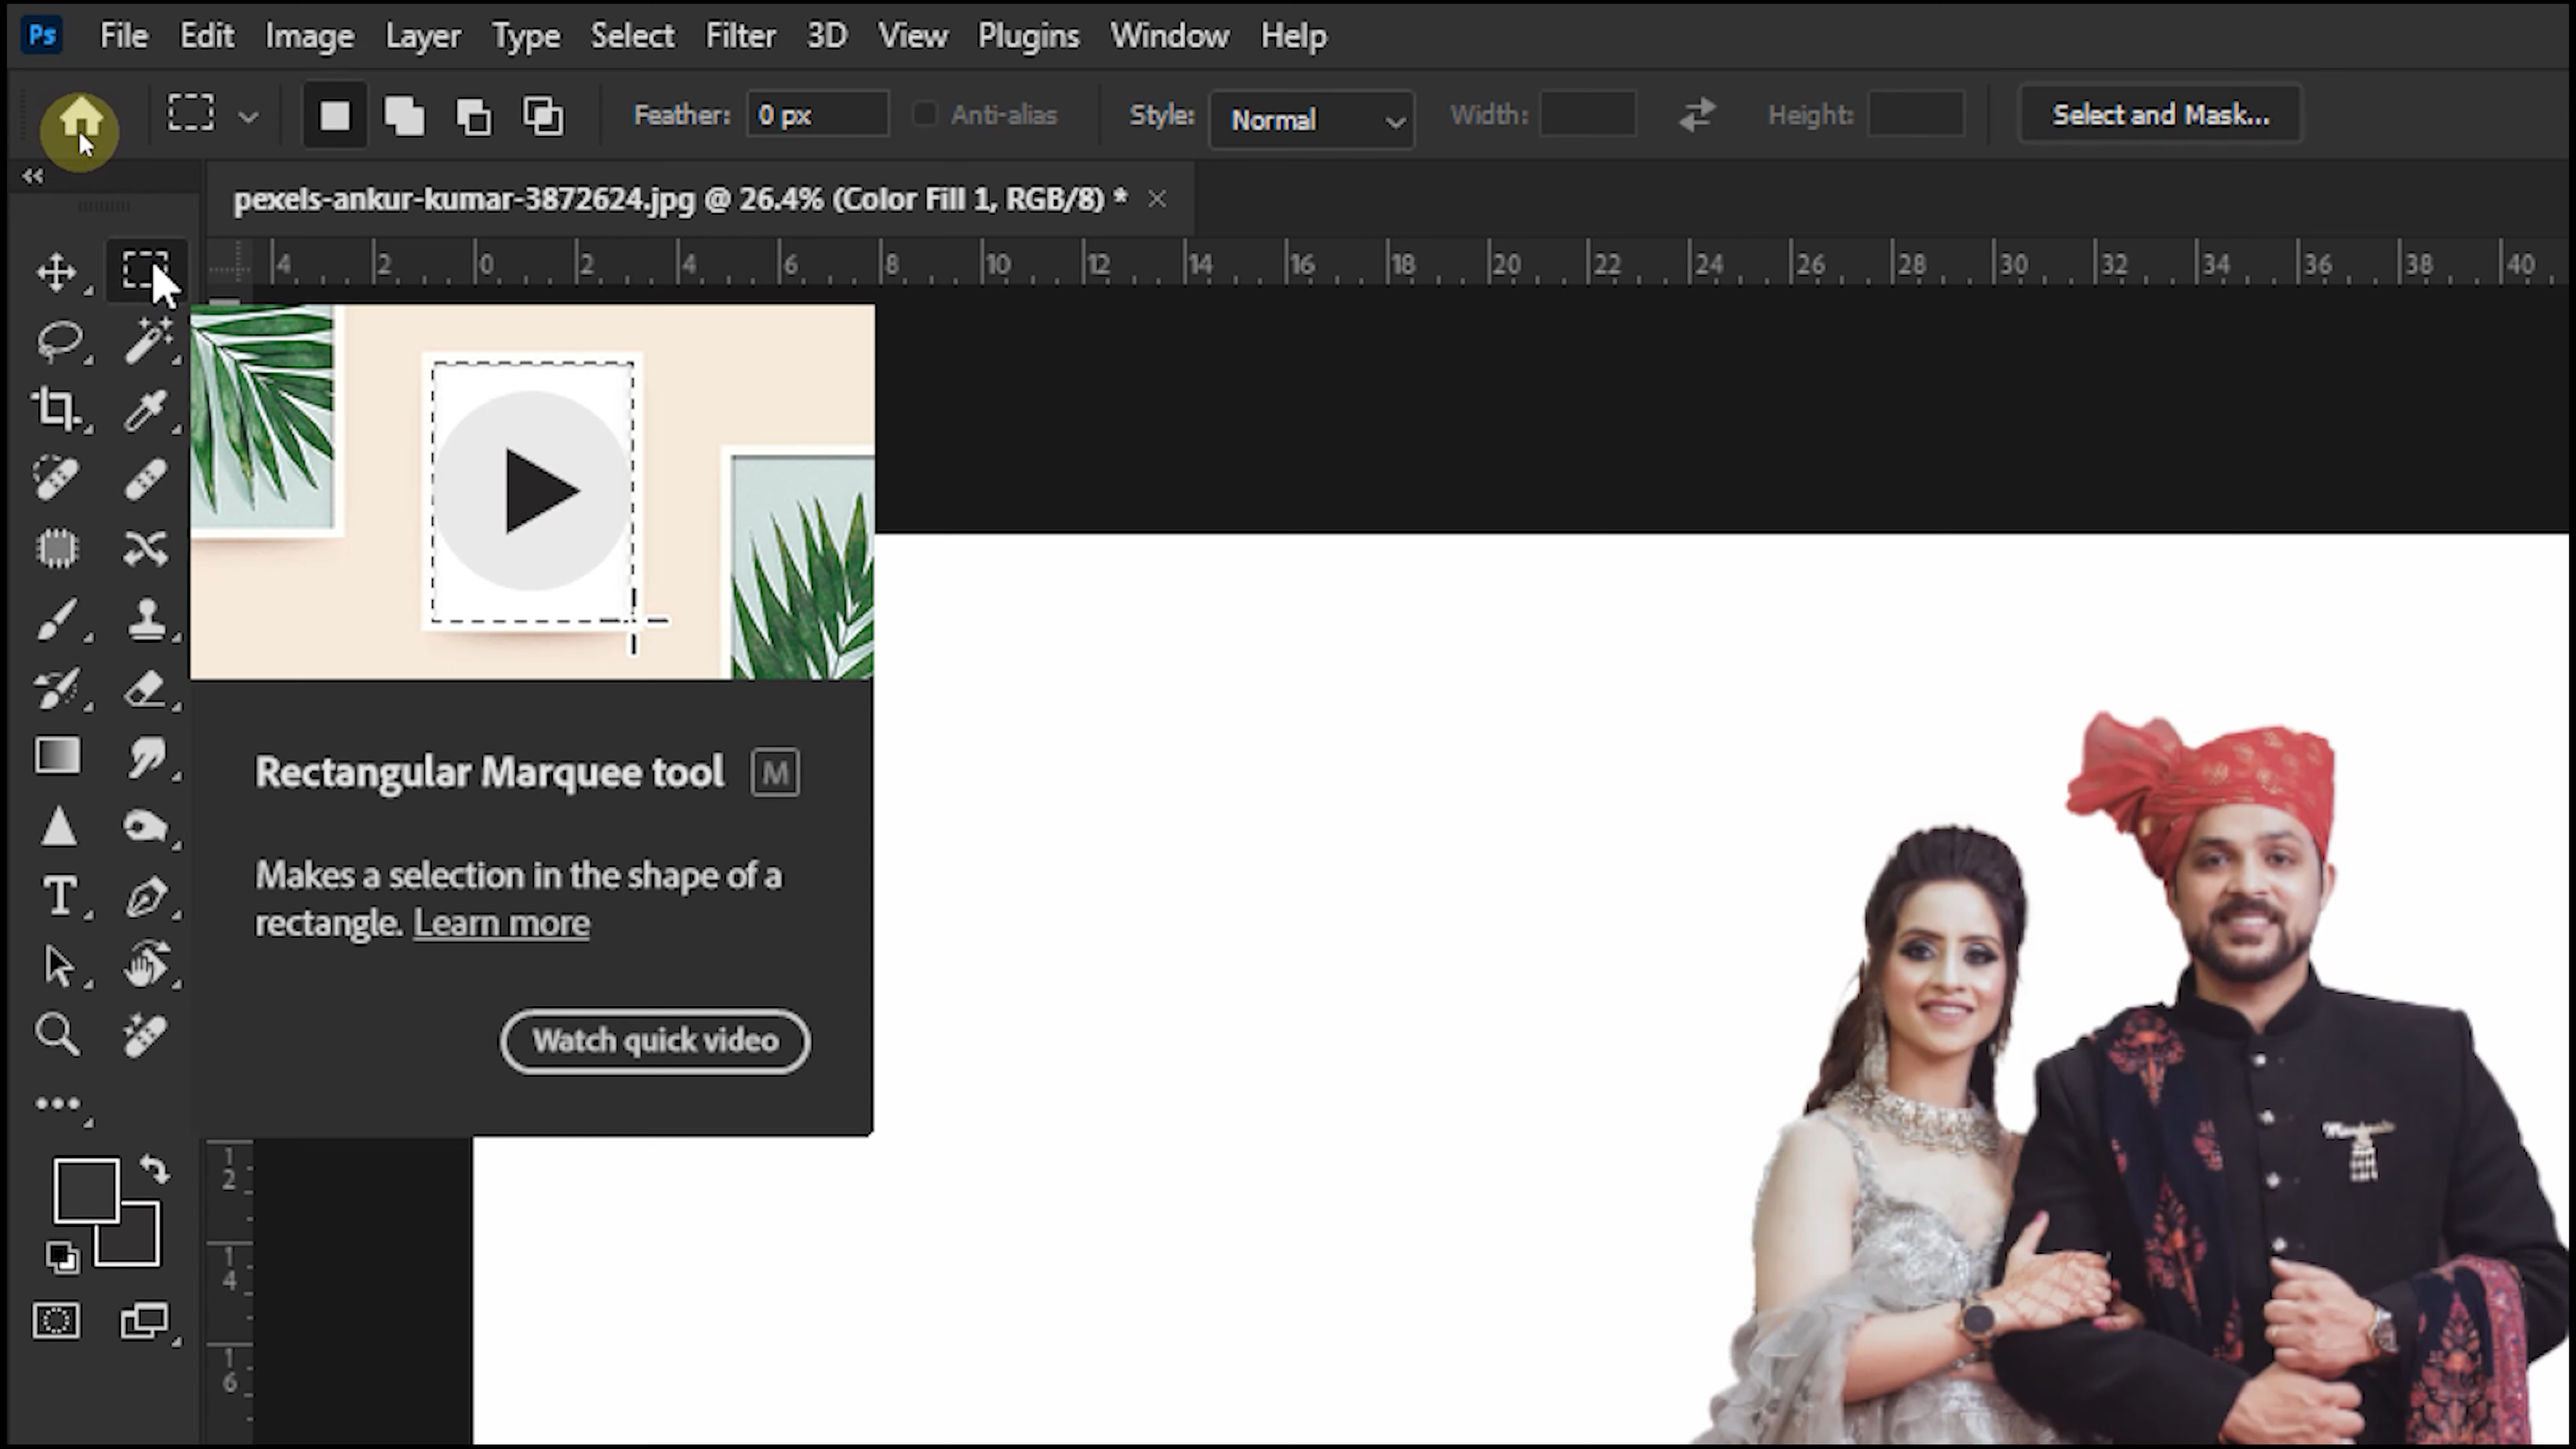 Ps File Edit Image Layer Type Select Filter 3D View Plugins Window Help
Feather: 0 px Anti-alias Style: Normal Width: Height: Select and Mask...
pexels-ankur-kumar-3872624.jpg @ 26.4% (Color Fill 1, RGB/8) * ×
4 2 0 2 4 6 8 10 12 14 16 18 20 22 24 26 28 30 32 34 36 38 40
Rectangular Marquee tool M
Makes a selection in the shape of a
rectangle. Learn more
Watch quick video
T
12
14
16